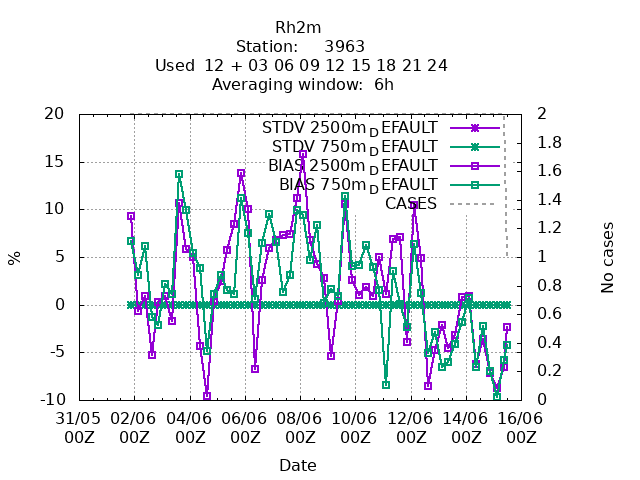 Rh2m
Station: 3963
Used 12 + 03 06 09 12 15 18 21 24
Averaging window: 6h
STDV 2500m_DEFAULT
STDV 750m_DEFAULT
BIAS 2500m_DEFAULT
BIAS 750m_DEFAULT
CASES
20
15
10
5
0
-5
-10
%
2
1.8
1.6
1.4
1.2
1
0.8
0.6
0.4
0.2
0
No cases
31/05 02/06 04/06 06/06 08/06 10/06 12/06 14/06 16/06
00Z 00Z 00Z 00Z 00Z 00Z 00Z 00Z 00Z
Date